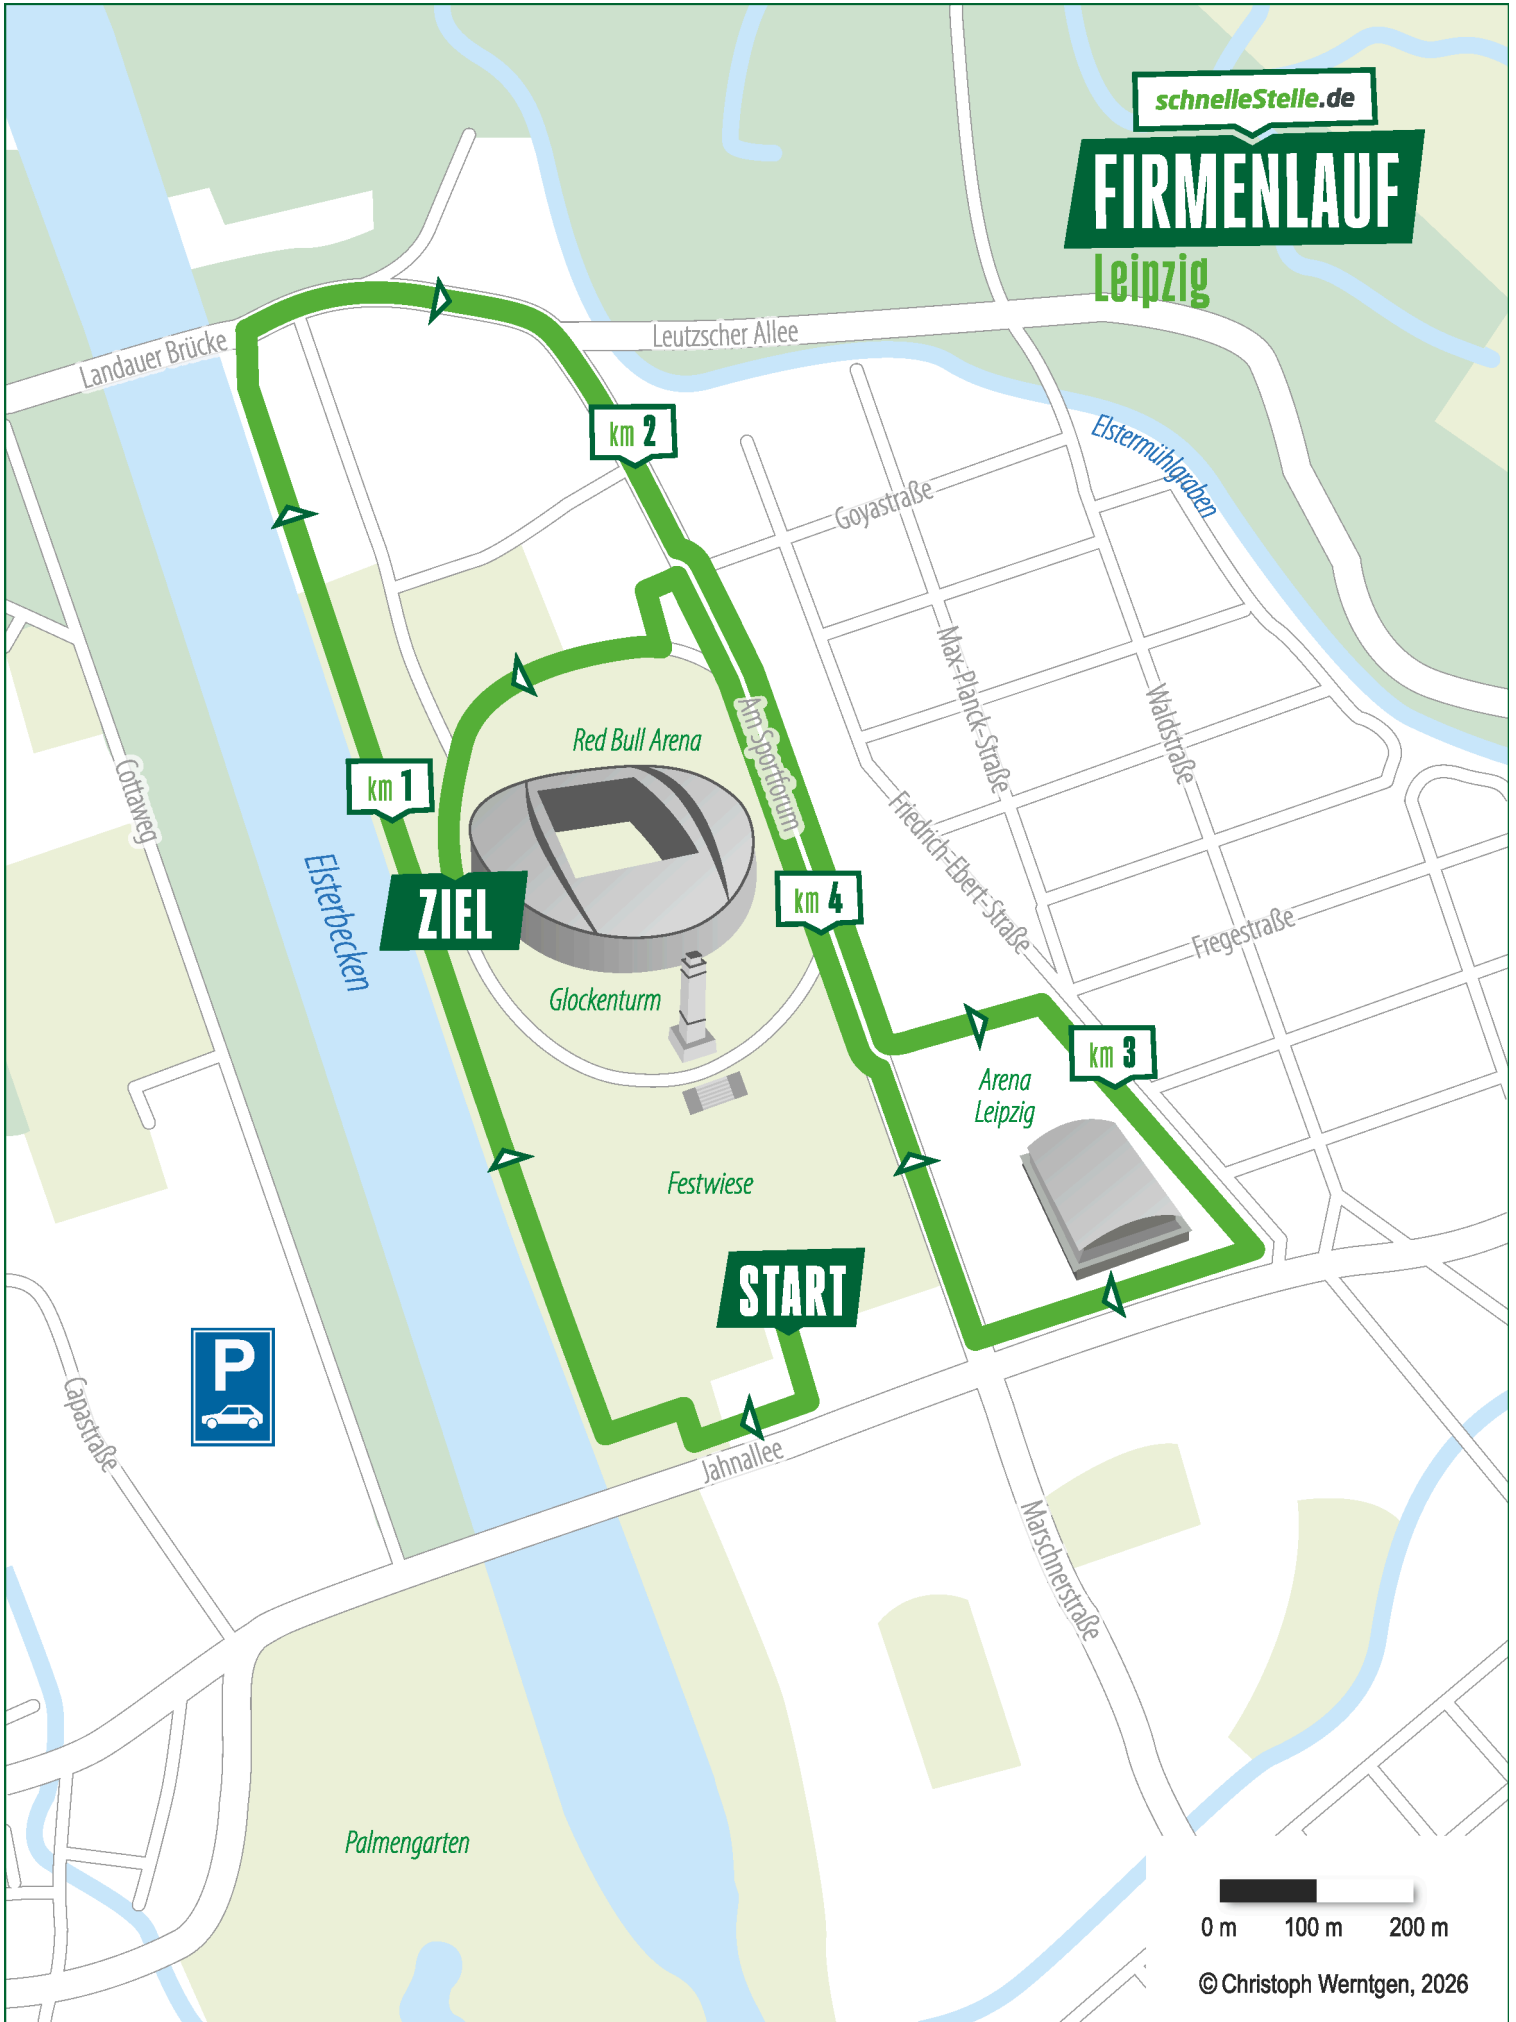 schnelleStelle.de
FIRMENLAUF
Leipzig
Landauer Brücke
Leutzscher Allee
km 2
Elstermühlgraben
Goyastraße
Max-Planck-Straße
Waldstraße
Am Sportforum
Red Bull Arena
Cottaweg
km 1
Friedrich-Ebert-Straße
Elsterbecken
ZIEL
km 4
Fregestraße
Glockenturm
km 3
Arena
Leipzig
Festwiese
START
P
Capastraße
Jahnallee
Marschnerstraße
Palmengarten
0 m 100 m 200 m
© Christoph Werntgen, 2026